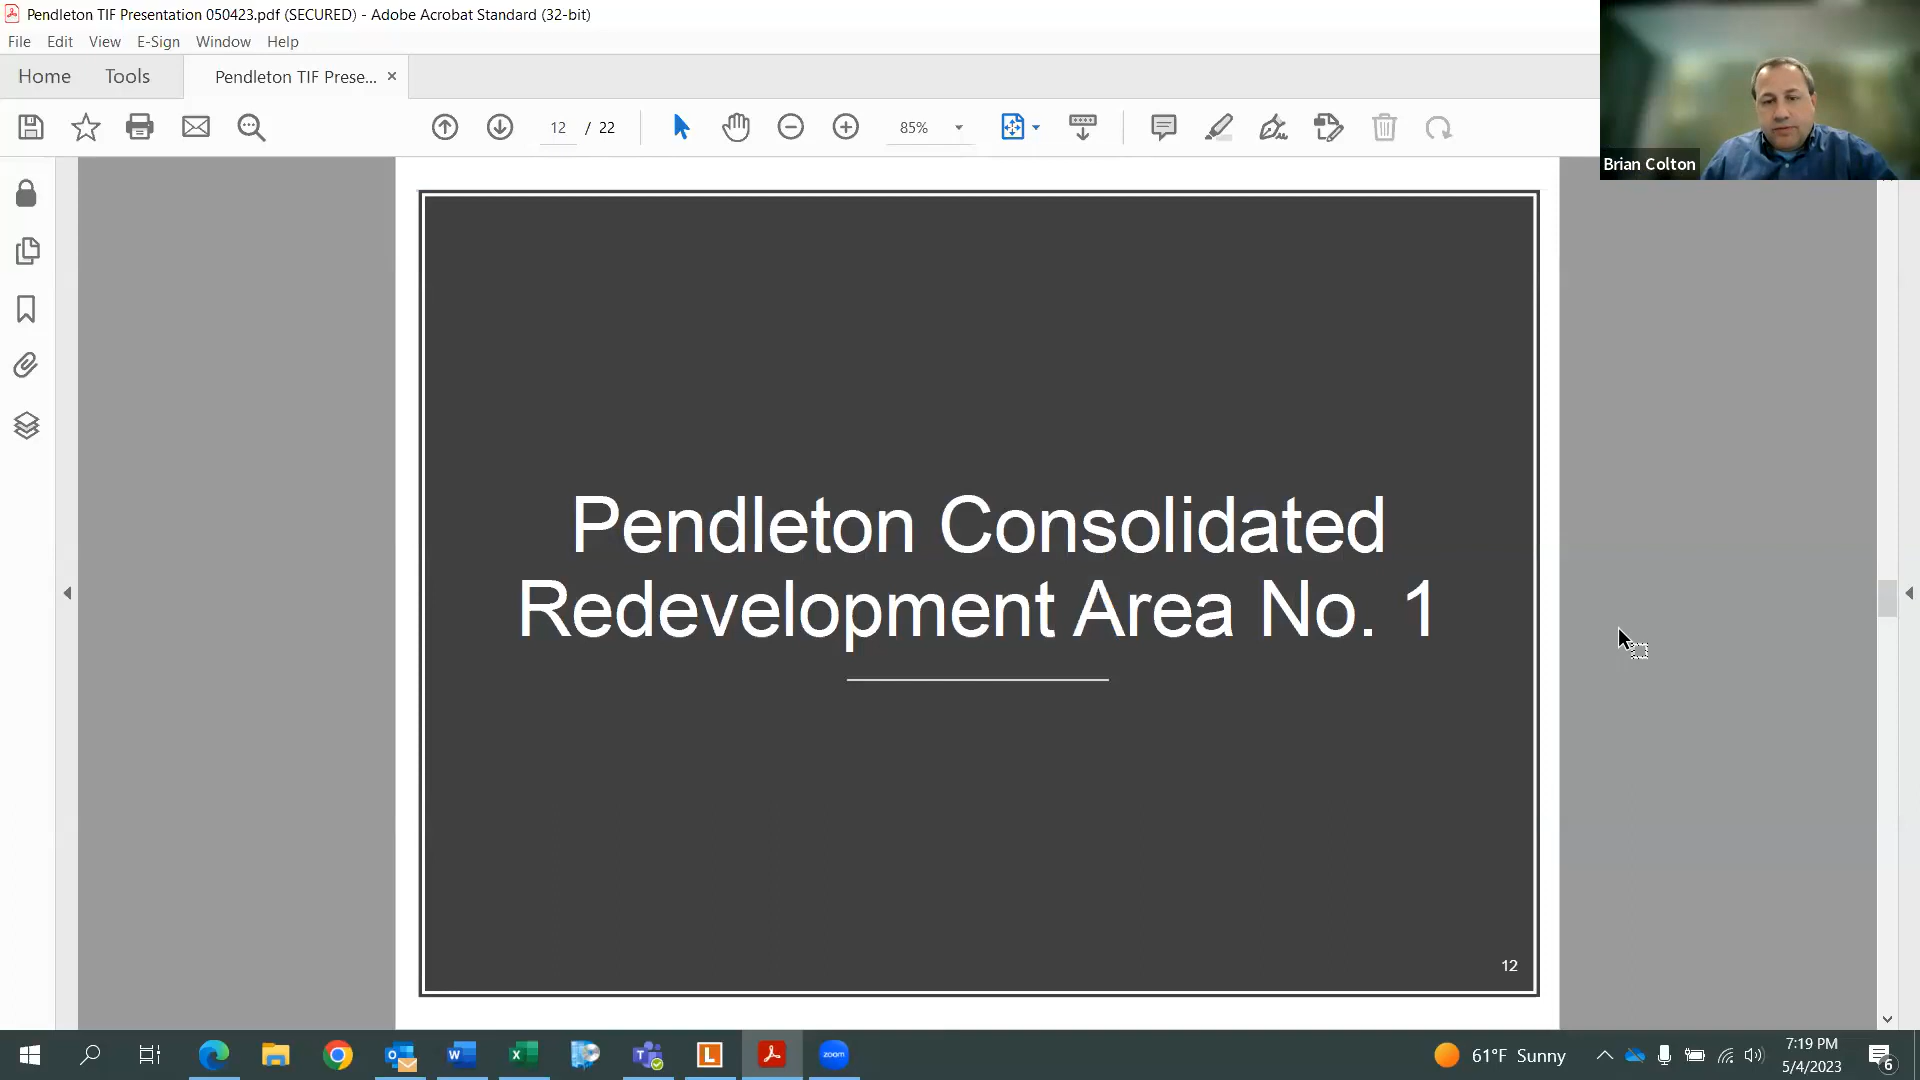 Pendleton TIF Presentation 050423.pdf (SECURED) - Adobe Acrobat Standard (32-bit)
File Edit View E-Sign Window Help
Home Tools Pendleton TIF Prese... ×
12 / 22 85%
Brian Colton
Pendleton Consolidated
Redevelopment Area No. 1
12
61°F Sunny
7:19 PM
5/4/2023
6
W
X
L
zoom